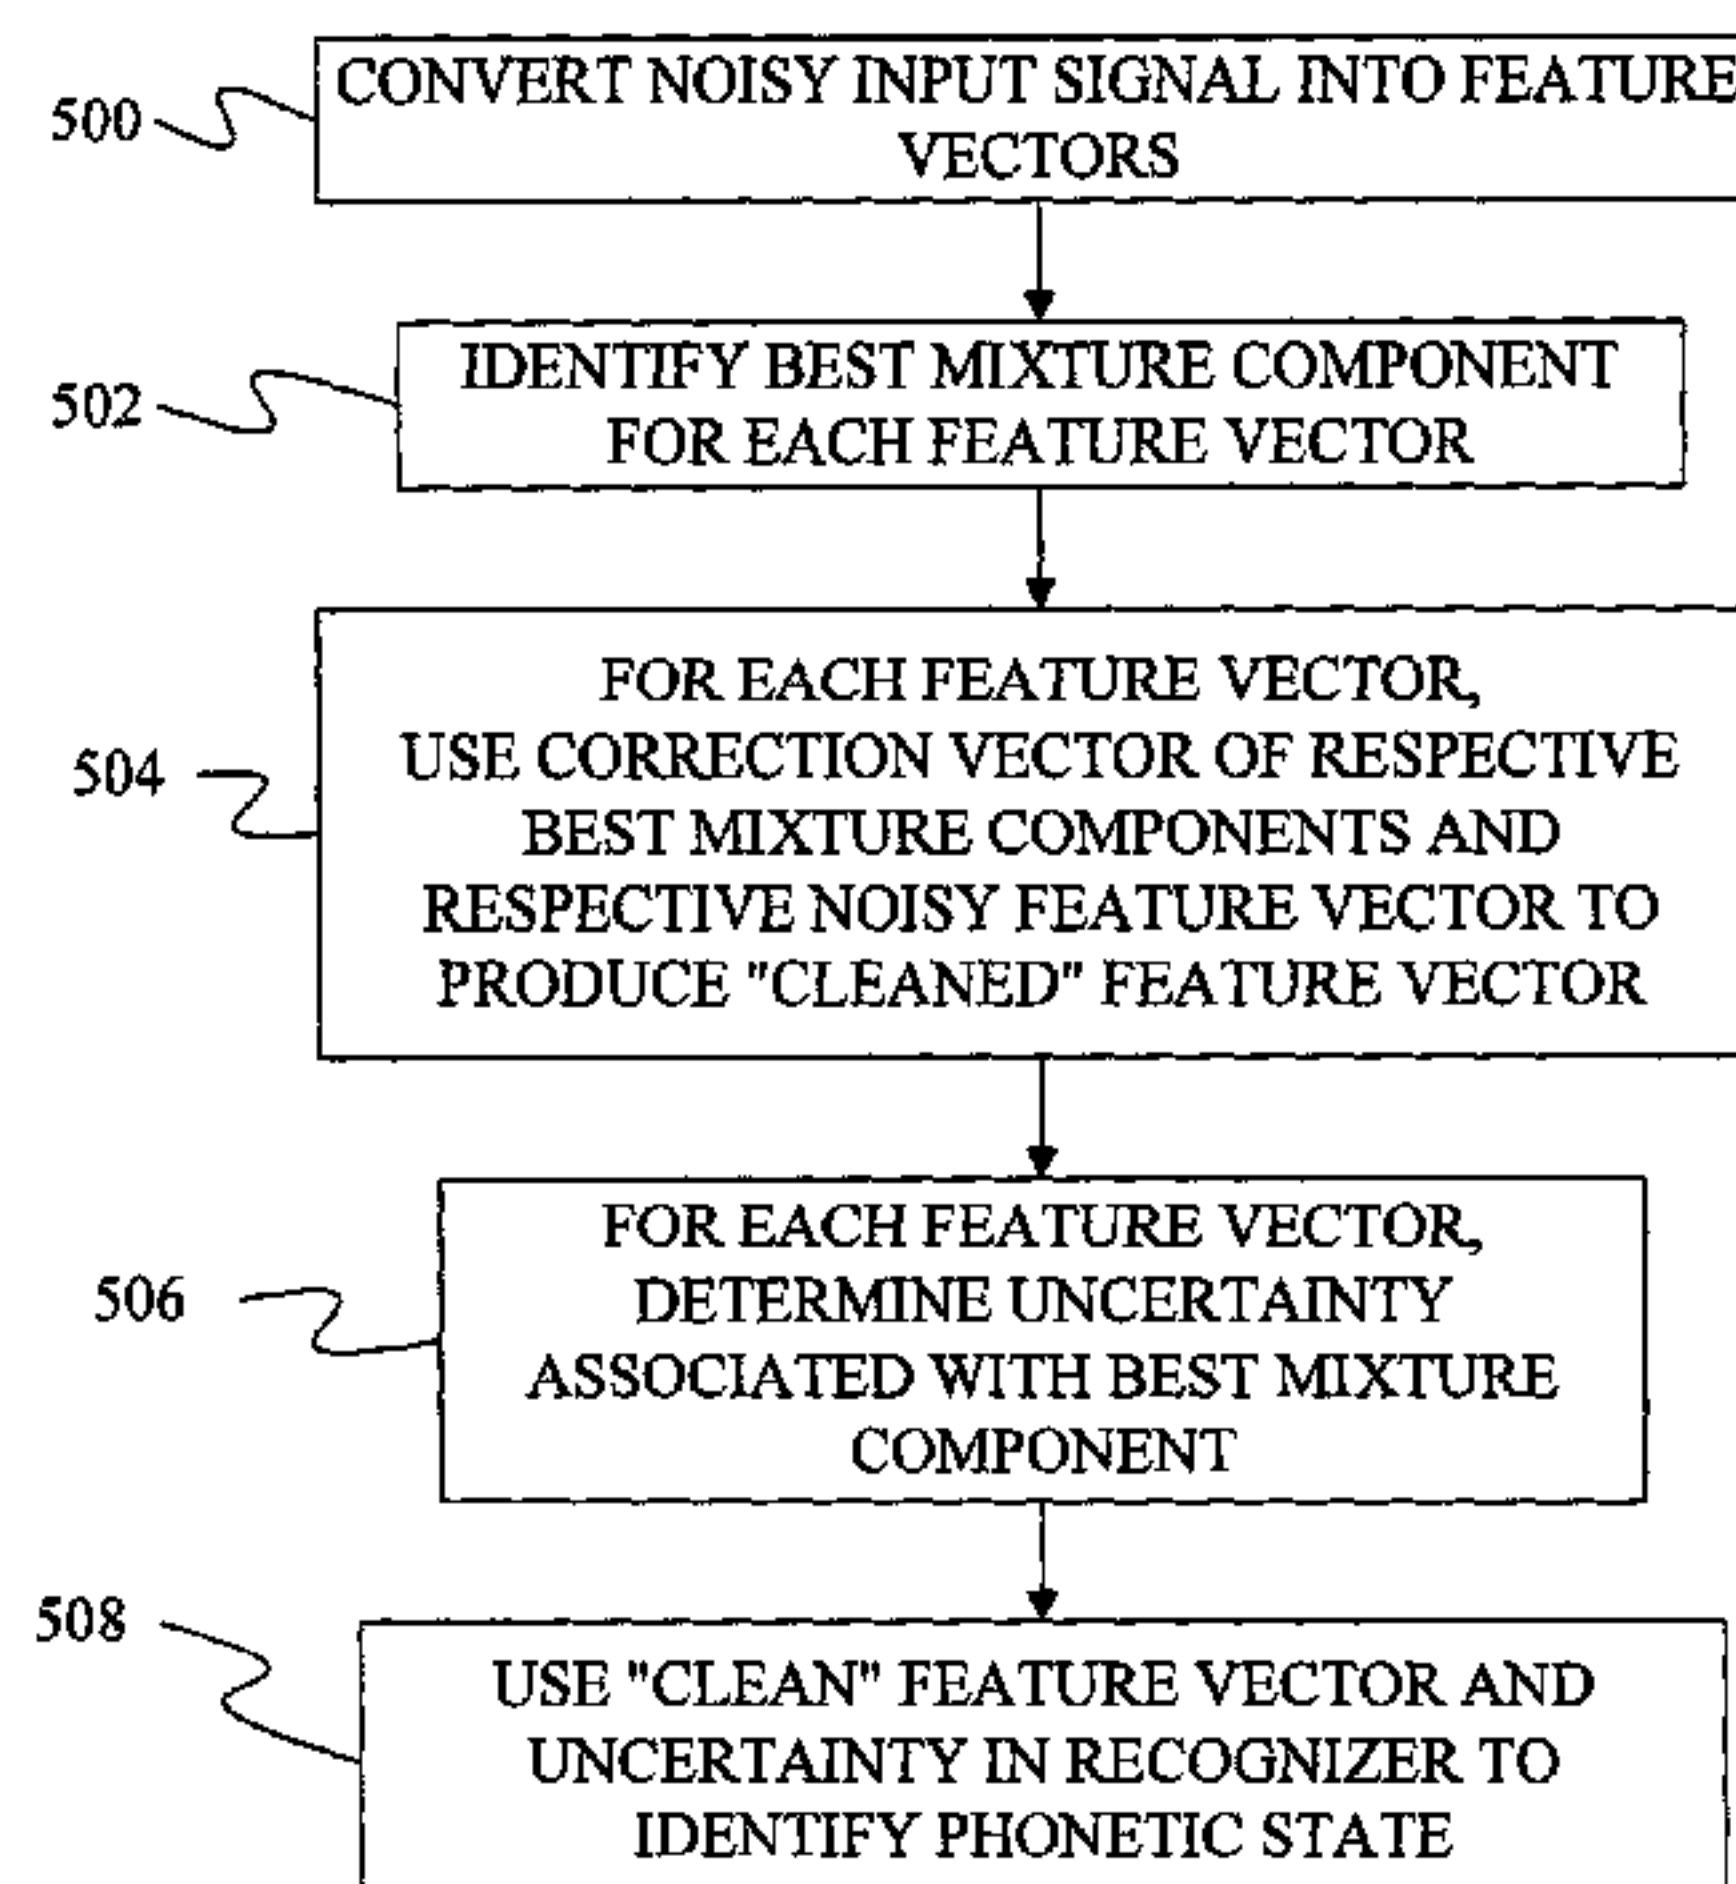 500
CONVERT NOISY INPUT SIGNAL INTO FEATURE
VECTORS
502
IDENTIFY BEST MIXTURE COMPONENT
FOR EACH FEATURE VECTOR
504
FOR EACH FEATURE VECTOR,
USE CORRECTION VECTOR OF RESPECTIVE
BEST MIXTURE COMPONENTS AND
RESPECTIVE NOISY FEATURE VECTOR TO
PRODUCE "CLEANED" FEATURE VECTOR
506
FOR EACH FEATURE VECTOR,
DETERMINE UNCERTAINTY
ASSOCIATED WITH BEST MIXTURE
COMPONENT
508
USE "CLEAN" FEATURE VECTOR AND
UNCERTAINTY IN RECOGNIZER TO
IDENTIFY PHONETIC STATE